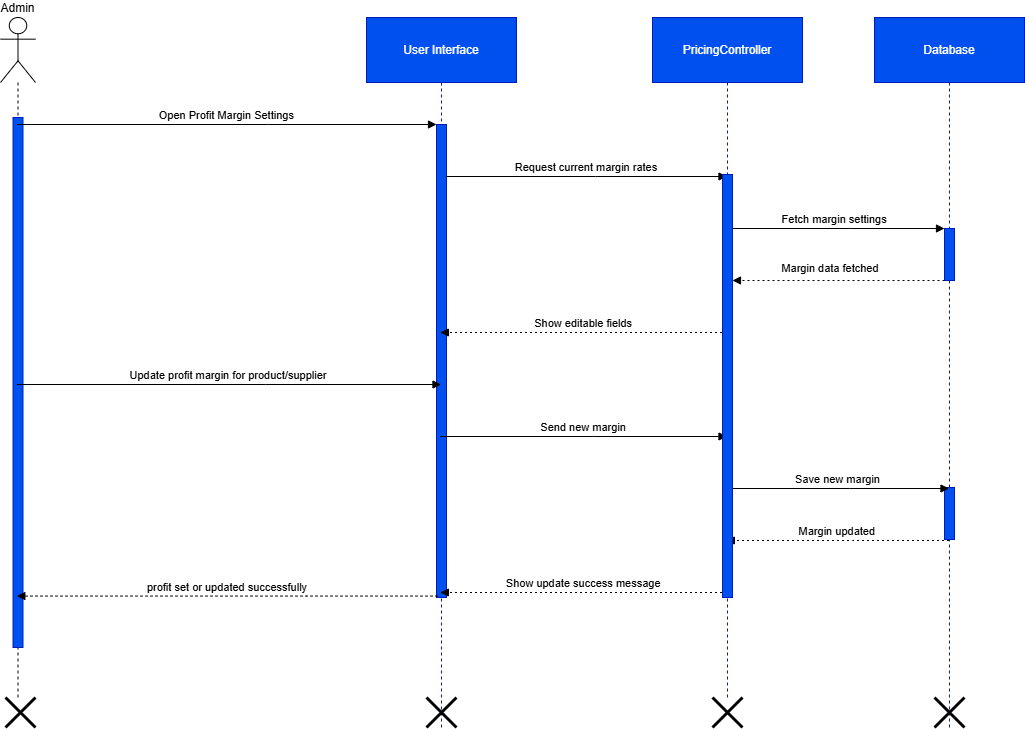 Admin
User Interface
PricingController
Database
Open Profit Margin Settings
Request current margin rates
Fetch margin settings
Margin data fetched
Show editable fields
Update profit margin for product/supplier
Send new margin
Save new margin
Margin updated
Show update success message
profit set or updated successfully